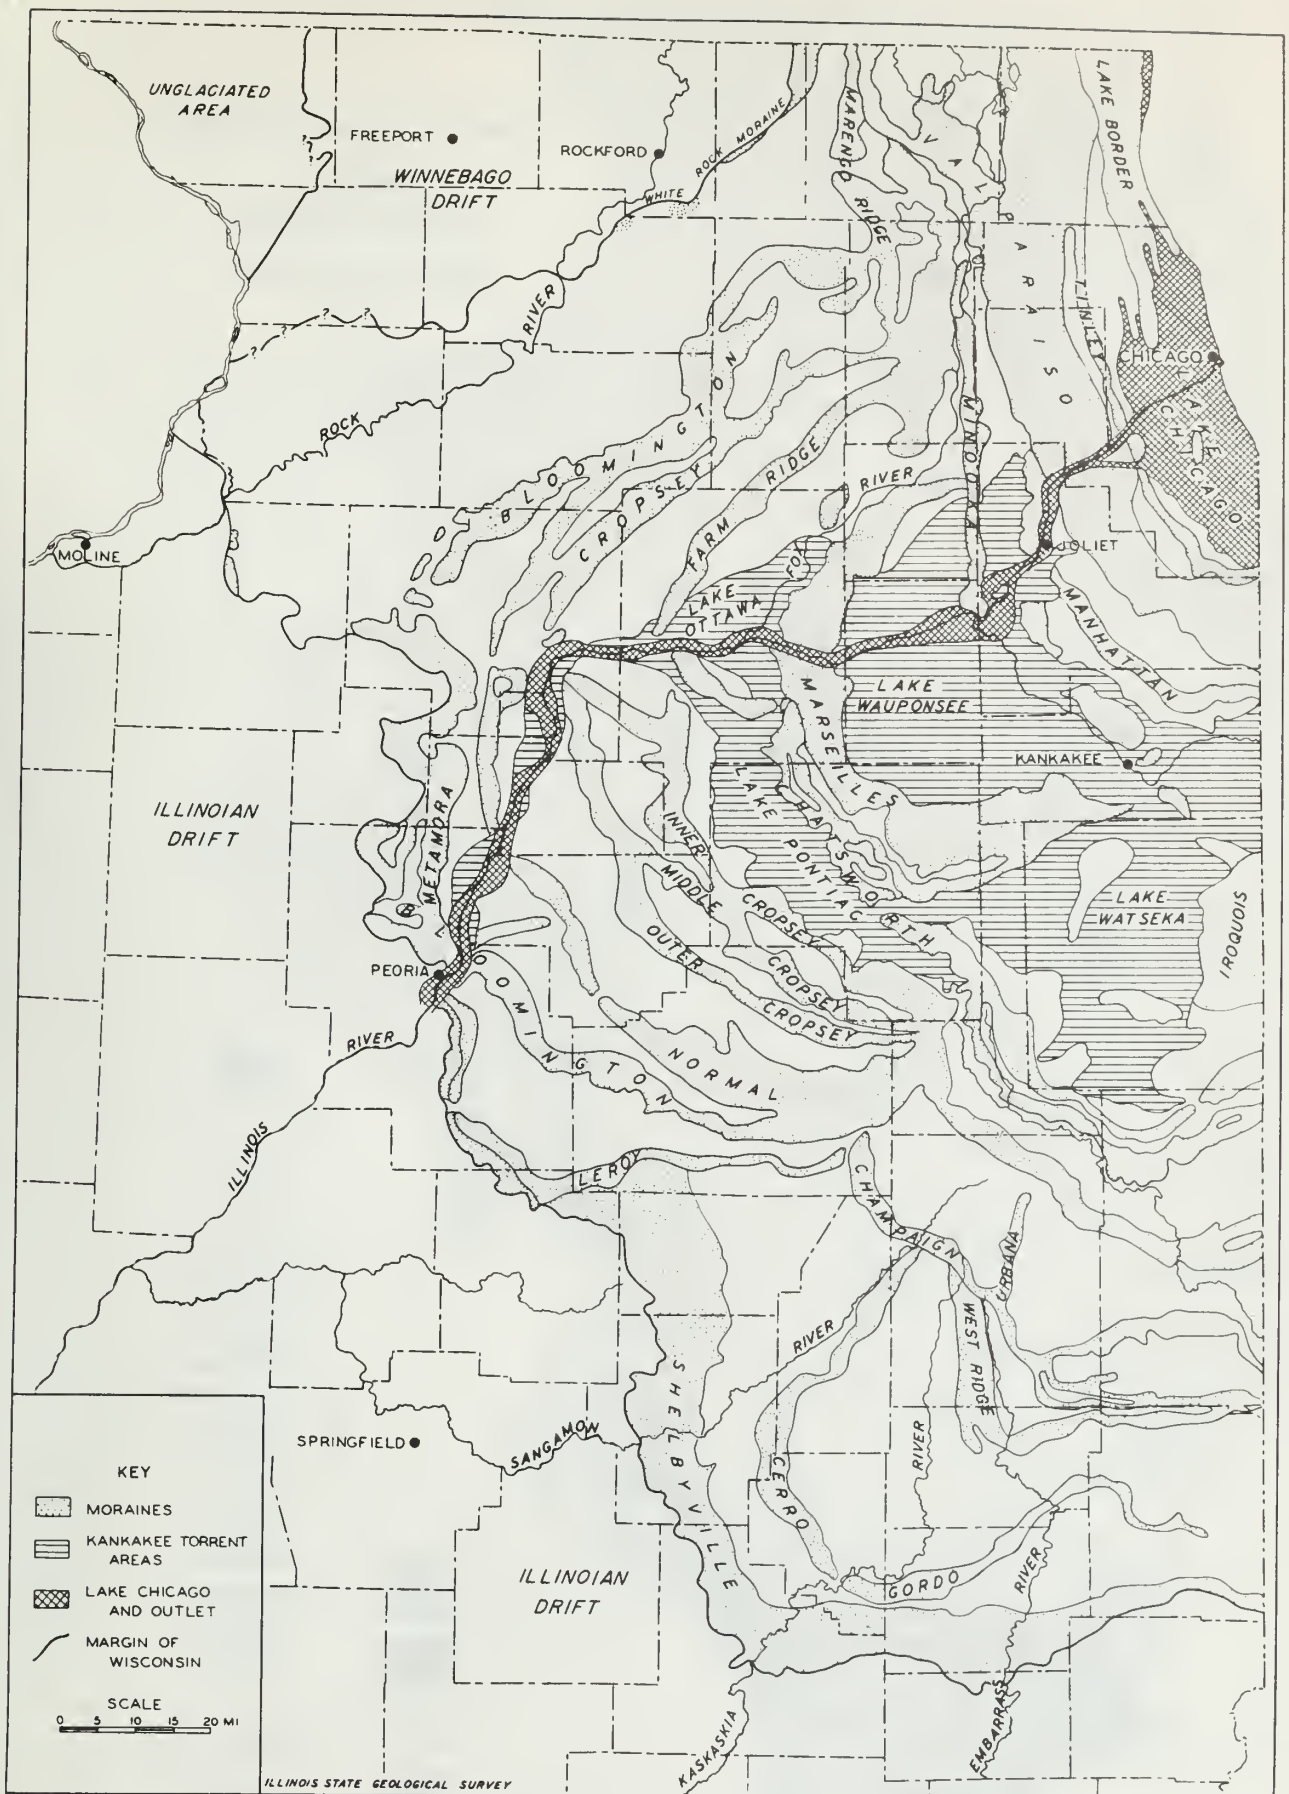 UNGLACIATED
AREA
FREEPORT
ROCKFORD
WINNEBAGO
DRIFT
WHITE ROCK MORAINE
MARENGO RIDGE
VALPARAISO
LAKE BORDER
TINLEY
CHICAGO
LAKE
CHICAGO
ROCK
RIVER
BLOOMINGTON
CROPSEY
FARM RIDGE
MINOOKA
FOX
RIVER
MOLINE
JOLIET
LAKE
OTTAWA
MANHATTAN
MARSEILLES
LAKE
WAUPONSEE
KANKAKEE
ILLINOIAN
DRIFT
METAMORA
LAKE PONTIAC
CHATSWORTH
INNER
CROPSEY
MIDDLE
CROPSEY
OUTER
CROPSEY
LAKE
WATSEKA
IROQUOIS
PEORIA
BLOOMINGTON
NORMAL
ILLINOIS
RIVER
LEROY
CHAMPAIGN
URBANA
WEST RIDGE
RIVER
SHELBYVILLE
SPRINGFIELD
SANGAMOW
CERRO
GORDO
RIVER
RIVER
ILLINOIAN
DRIFT
KASKASKIA
EMBARRASS
KEY
MORAINES
KANKAKEE TORRENT
AREAS
LAKE CHICAGO
AND OUTLET
MARGIN OF
WISCONSIN
SCALE
0 5 10 15 20 MI
ILLINOIS STATE GEOLOGICAL SURVEY
? ? ? ? ? ?